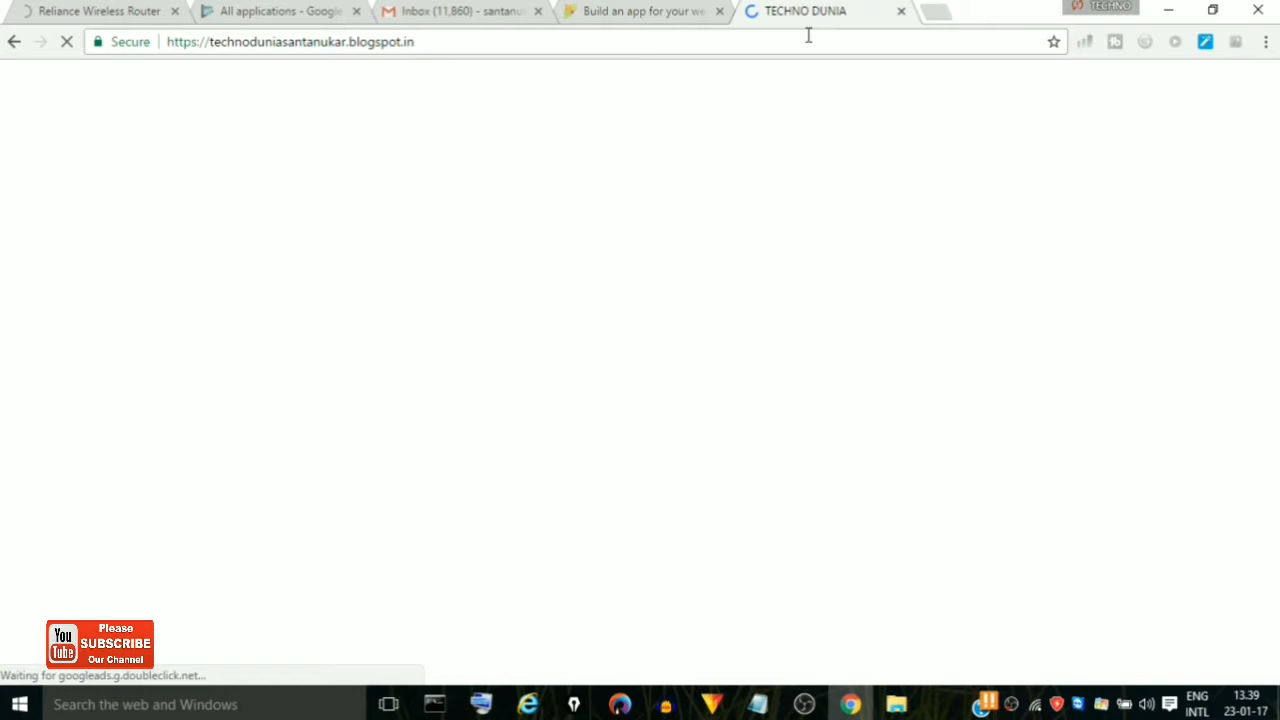 Reliance Wireless Router
All applications - Google
Inbox (11,860) - santanu
Build an app for your we
TECHNO DUNIA
TECHNO
Secure
https://technoduniasantanukar.blogspot.in
You
Tube
Please
SUBSCRIBE
Our Channel
Waiting for googleads.g.doubleclick.net...
Search the web and Windows
ENG
INTL
13.39
23-01-17